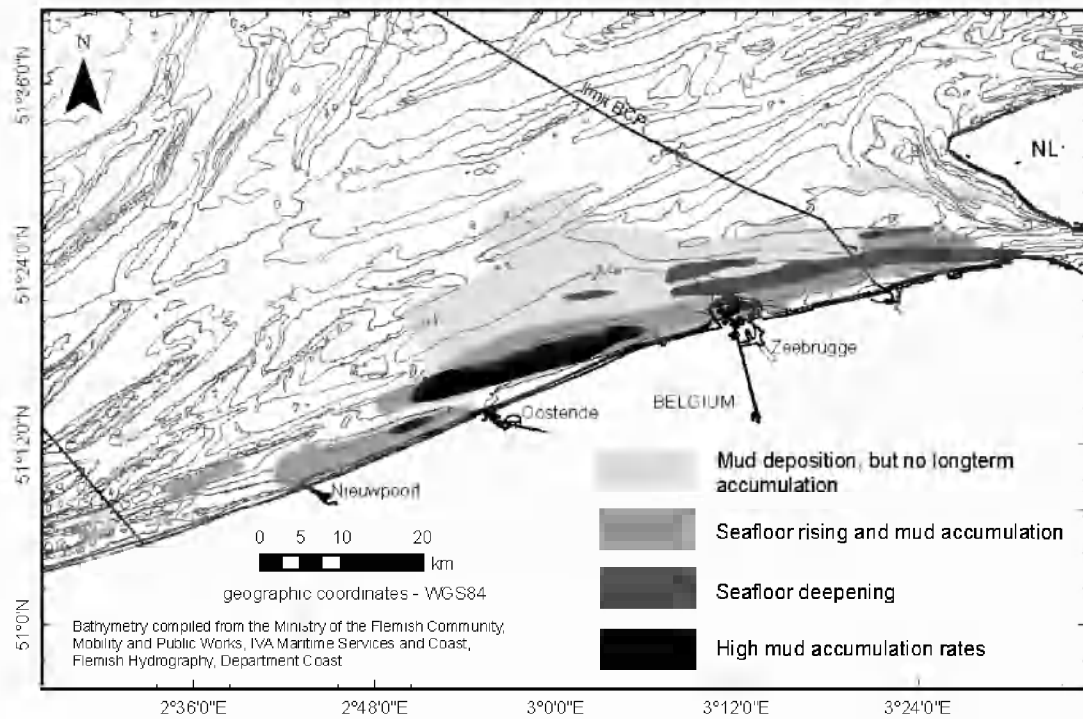 N
limit BCP
NL
Zeebrugge
Oostende
BELGIUM
Nieuwpoort
51°36'0"N
51°24'0"N
51°12'0"N
51°0'N
0 5 10 20
km
geographic coordinates - WGS84
Bathymetry compiled from the Ministry of the Flemish Community,
Mobility and Public Works, IVA Maritime Services and Coast,
Flemish Hydrography, Department Coast
Mud deposition, but no longterm
accumulation
Seafloor rising and mud accumulation
Seafloor deepening
High mud accumulation rates
2°36'0"E 2°48'0"E 3°0'0"E 3°12'0"E 3°24'0"E